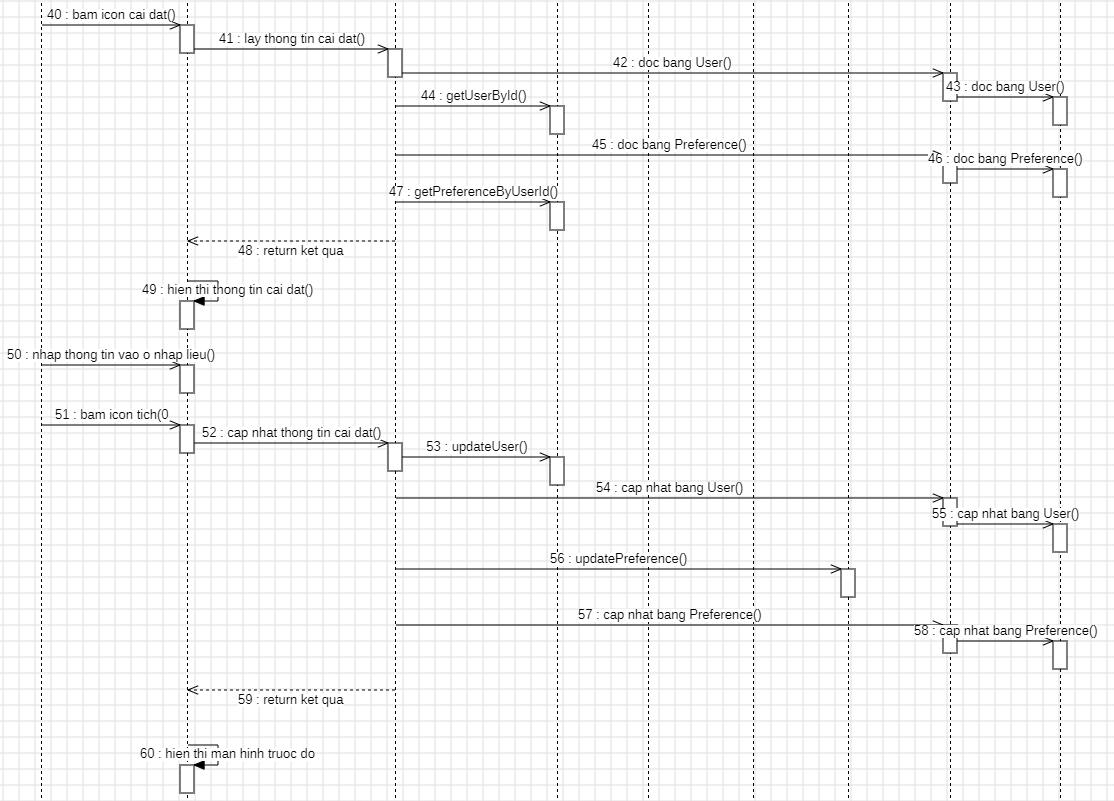 40 : bam icon cai dat()
41 : lay thong tin cai dat()
42 : doc bang User()
43 : doc bang User()
44 : getUserById()
45 : doc bang Preference()
46 : doc bang Preference()
47 : getPreferenceByUserId()
48 : return ket qua
49 : hien thi thong tin cai dat()
50 : nhap thong tin vao o nhap lieu()
51 : bam icon tich(0
52 : cap nhat thong tin cai dat()
53 : updateUser()
54 : cap nhat bang User()
55 : cap nhat bang User()
56 : updatePreference()
57 : cap nhat bang Preference()
58 : cap nhat bang Preference()
59 : return ket qua
60 : hien thi man hinh truoc do